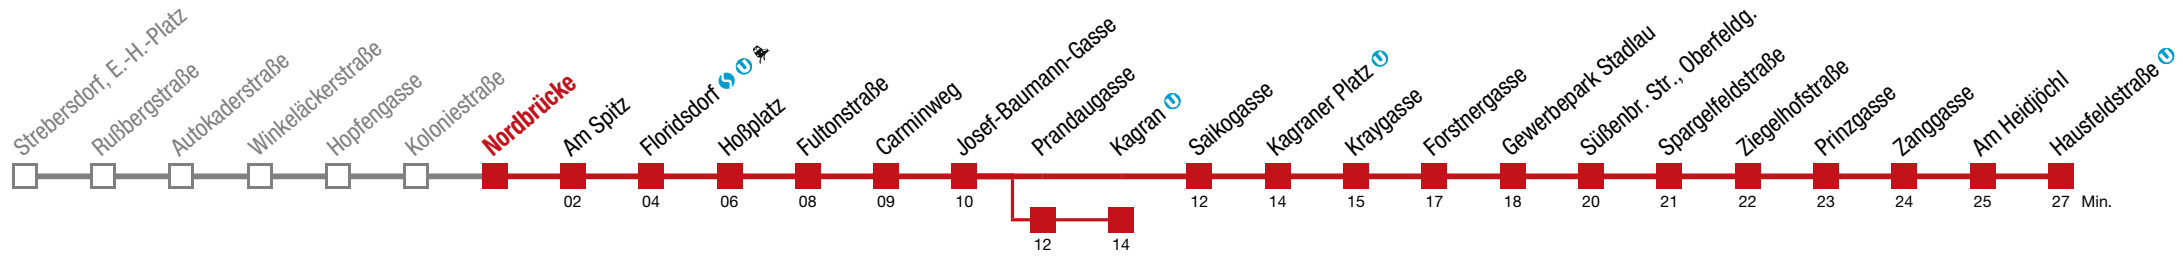 Strebersdorf, E.-H.-Platz
Rußbergstraße
Autokaderstraße
Winkeläckerstraße
Hopfengasse
Koloniestraße
Nordbrücke
Am Spitz
Floridsdorf
Hoßplatz
Fultonstraße
Carminweg
Josef-Baumann-Gasse
Prandaugasse
Kagran U
Saikogasse
Kagraner Platz U
Kraygasse
Forstnergasse
Gewerbepark Stadlau
Süßenbr. Str., Oberfeldg.
Spargelfeldstraße
Ziegelhofstraße
Prinzgasse
Zanggasse
Am Heidjöchl
Hausfeldstraße U
02 04 06 08 09 10 12 14 15 17 18 20 21 22 23 24 25 27 Min.
12 14